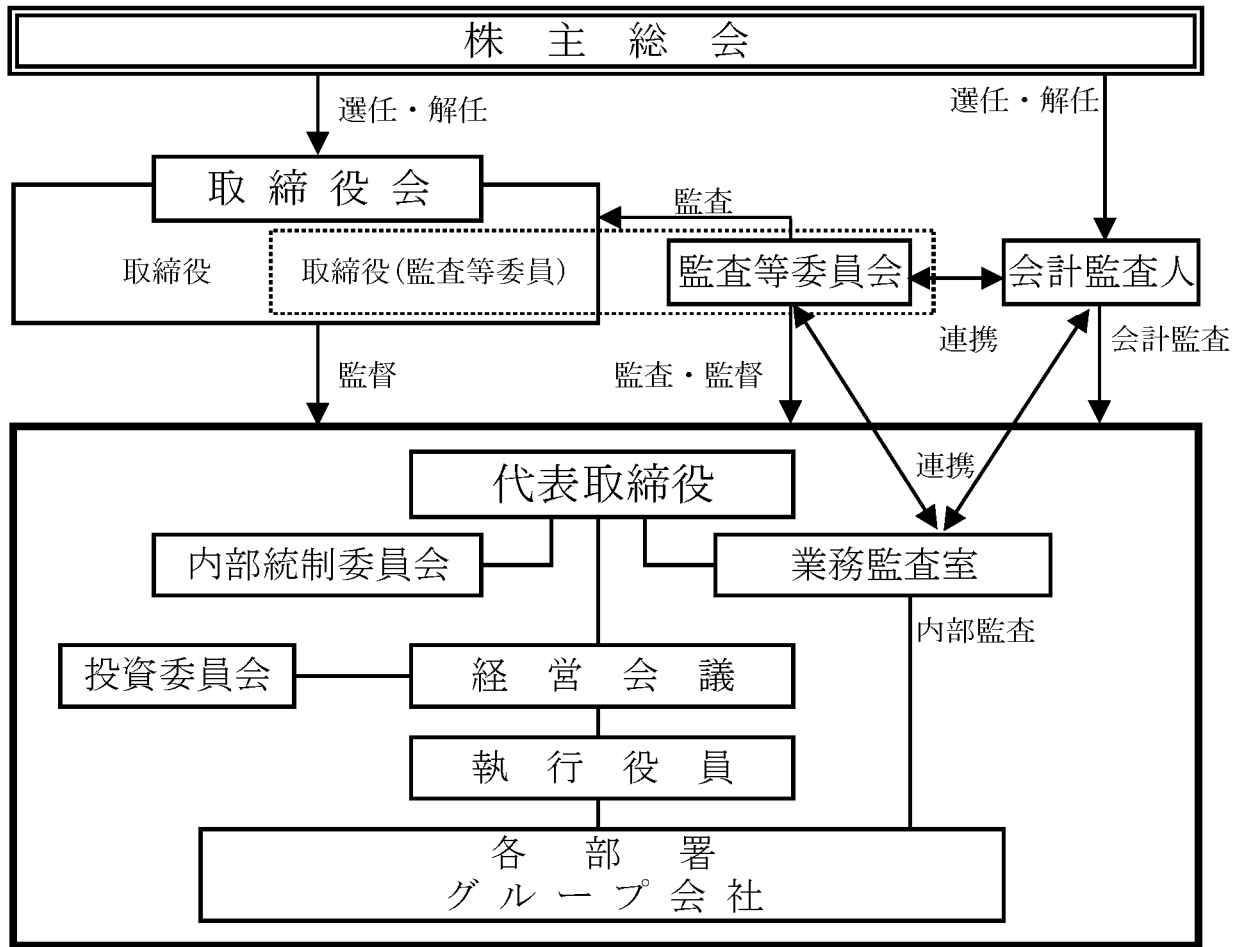 株主総会
選任・解任
選任・解任
取締役会
監査
取締役
取締役(監査等委員)
監査等委員会
会計監査人
連携
会計監査
監督
監査・監督
連携
代表取締役
内部統制委員会
業務監査室
内部監査
投資委員会
経営会議
執行役員
各部署
グループ会社